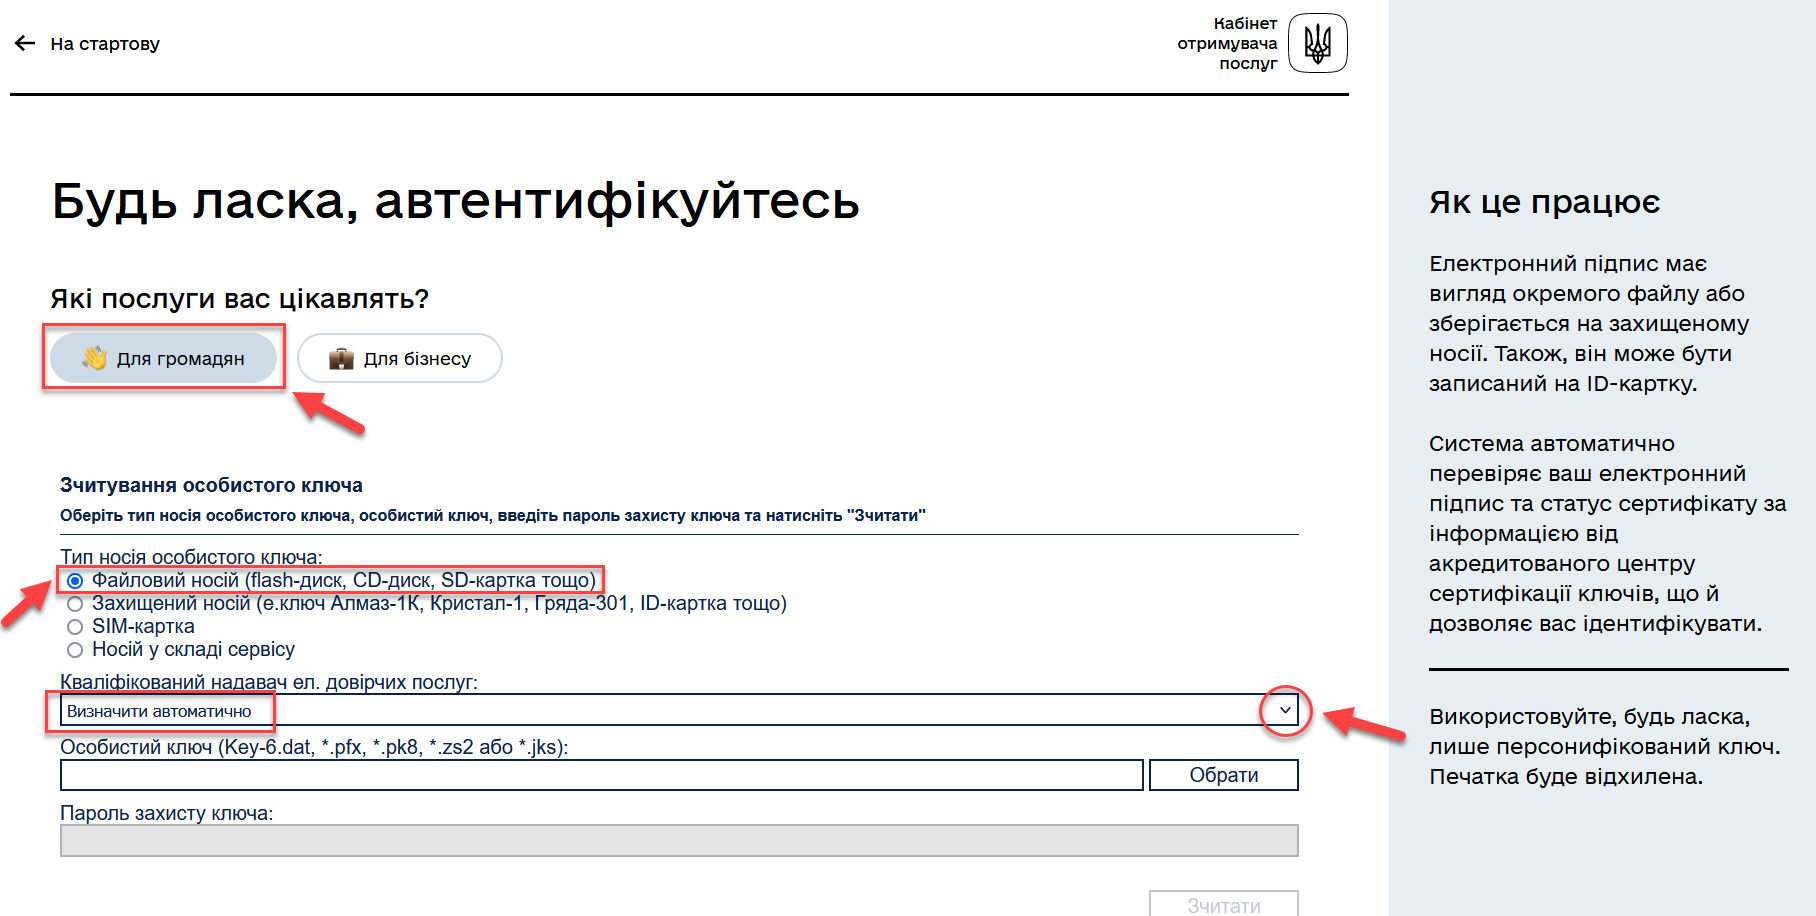 На стартову
Кабінет
отримувача
послуг
Будь ласка, автентифікуйтесь
Які послуги вас цікавлять?
Для громадян
Для бізнесу
Зчитування особистого ключа
Оберіть тип носія особистого ключа, особистий ключ, введіть пароль захисту ключа та натисніть "Зчитати"
Тип носія особистого ключа:
Файловий носій (flash-диск, CD-диск, SD-картка тощо)
Захищений носій (е.ключ Алмаз-1К, Кристал-1, Гряда-301, ID-картка тощо)
SIM-картка
Носій у складі сервісу
Кваліфікований надавач ел. довірчих послуг:
Визначити автоматично
Особистий ключ (Key-6.dat, *.pfx, *.pk8, *.zs2 або *.jks):
Обрати
Пароль захисту ключа:
Зчитати
Як це працює
Електронний підпис має
вигляд окремого файлу або
зберігається на захищеному
носії. Також, він може бути
записаний на ID-картку.
Система автоматично
перевіряє ваш електронний
підпис та статус сертифікату за
інформацією від
акредитованого центру
сертифікації ключів, що й
дозволяє вас ідентифікувати.
Використовуйте, будь ласка,
лише персонифікований ключ.
Печатка буде відхилена.